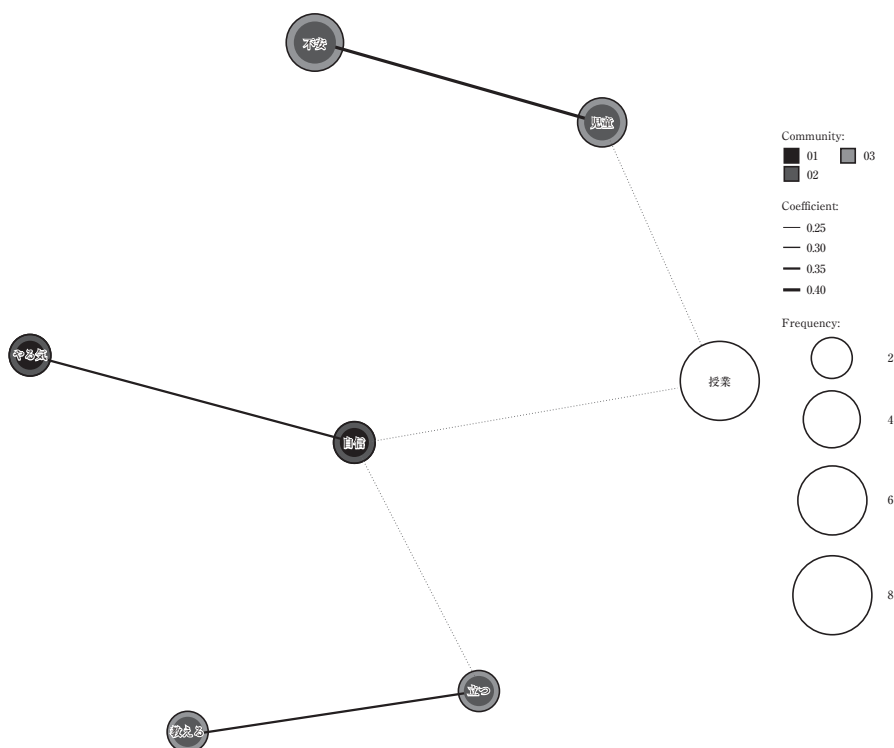 不安
児童
Community:
01 03
02
Coefficient:
0.25
0.30
0.35
0.40
Frequency:
2
4
6
8
やる気
授業
自信
立つ
教える